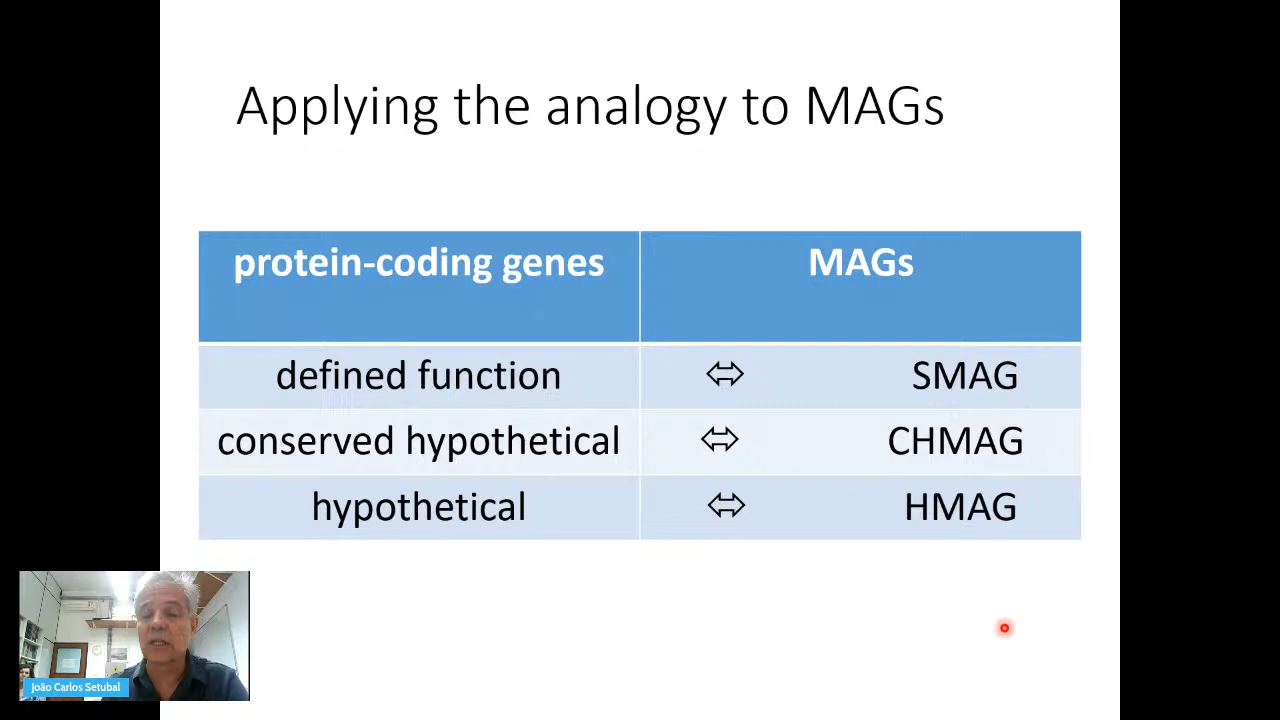 Applying the analogy to MAGs
protein-coding genes MAGs
defined function ⬄ SMAG
conserved hypothetical ⬄ CHMAG
hypothetical ⬄ HMAG
João Carlos Setubal